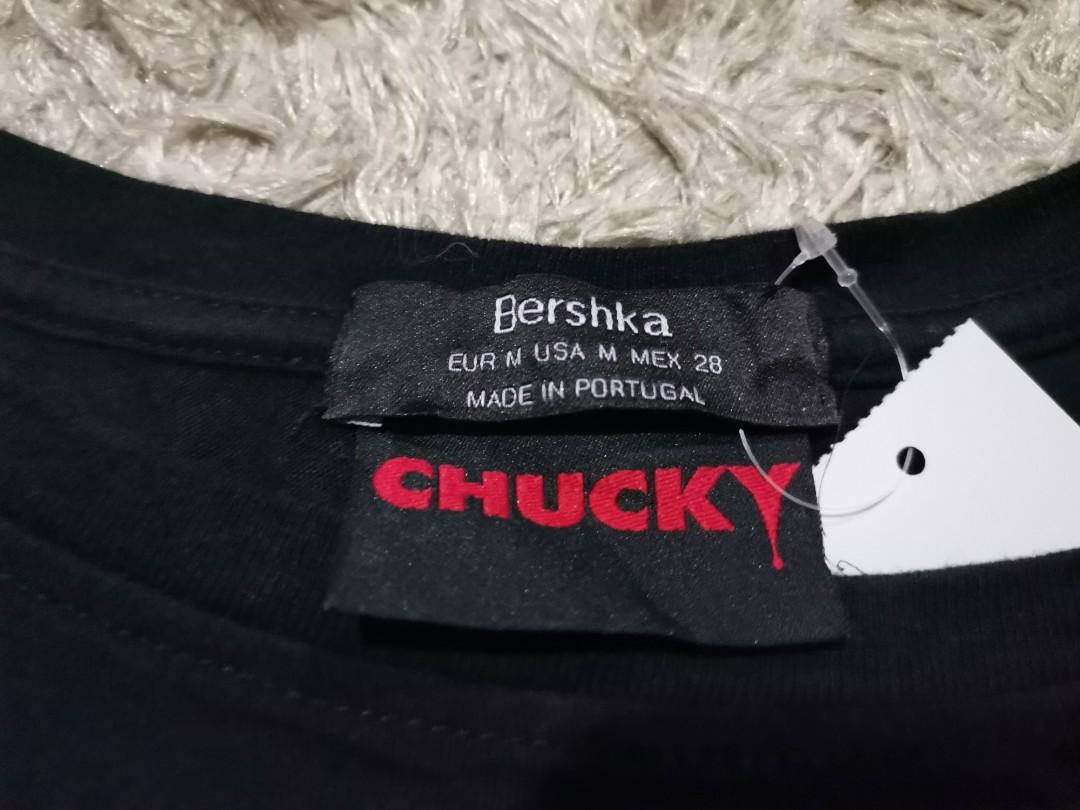 Bershka
EUR M USA M MEX 28
MADE IN PORTUGAL
CHUCKY